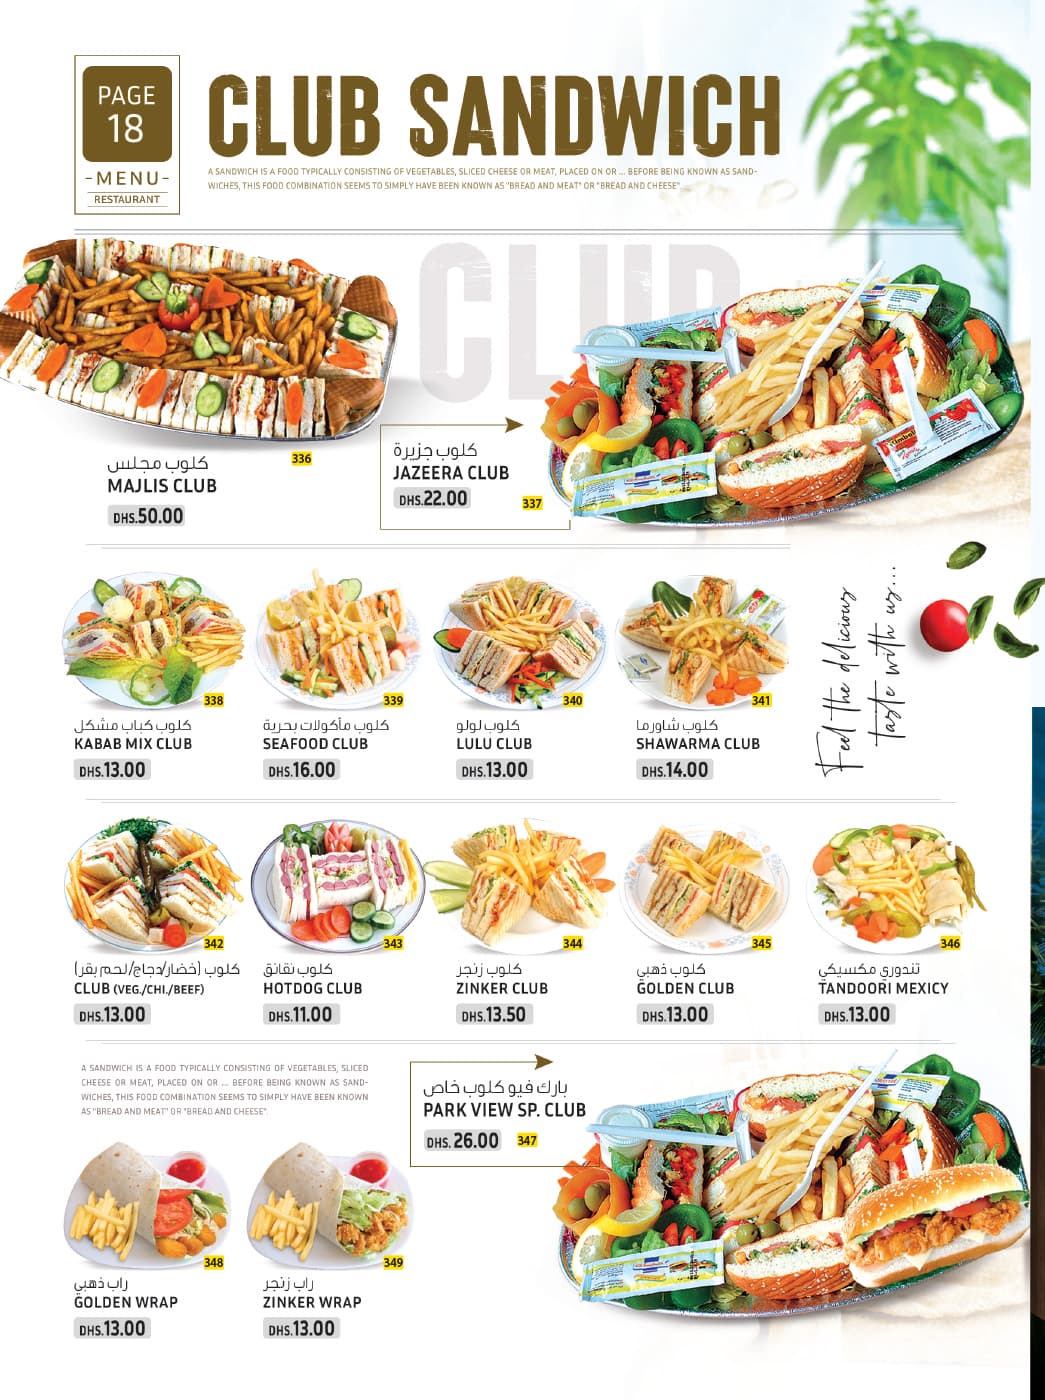 PAGE
18
-MENU-
RESTAURANT
CLUB SANDWICH
A SANDWICH IS A FOOD TYPICALLY CONSISTING OF VEGETABLES, SLICED CHEESE OR MEAT, PLACED ON OR ... BEFORE BEING KNOWN AS SAND-
WICHES, THIS FOOD COMBINATION SEEMS TO SIMPLY HAVE BEEN KNOWN AS "BREAD AND MEAT" OR "BREAD AND CHEESE".
CLUB
336
كلوب مجلس
MAJLIS CLUB
DHS.50.00
كلوب جزيرة
JAZEERA CLUB
DHS.22.00
337
338
كلوب كباب مشكل
KABAB MIX CLUB
DHS.13.00
339
كلوب مأكولات بحرية
SEAFOOD CLUB
DHS.16.00
340
كلوب لولو
LULU CLUB
DHS.13.00
341
كلوب شاورما
SHAWARMA CLUB
DHS.14.00
Feel the delicious
taste with us...
342
كلوب (خضار/دجاج/لحم بقر)
CLUB (VEG./CHI./BEEF)
DHS.13.00
343
كلوب نقانق
HOTDOG CLUB
DHS.11.00
344
كلوب زنجر
ZINKER CLUB
DHS.13.50
345
كلوب ذهبي
GOLDEN CLUB
DHS.13.00
346
تندوري مكسيكي
TANDOORI MEXICY
DHS.13.00
A SANDWICH IS A FOOD TYPICALLY CONSISTING OF VEGETABLES, SLICED
CHEESE OR MEAT, PLACED ON OR ... BEFORE BEING KNOWN AS SAND-
WICHES, THIS FOOD COMBINATION SEEMS TO SIMPLY HAVE BEEN KNOWN
AS "BREAD AND MEAT" OR "BREAD AND CHEESE".
بارك فيو كلوب خاص
PARK VIEW SP. CLUB
DHS. 26.00
347
348
راب ذهبي
GOLDEN WRAP
DHS.13.00
349
راب زنجر
ZINKER WRAP
DHS.13.00